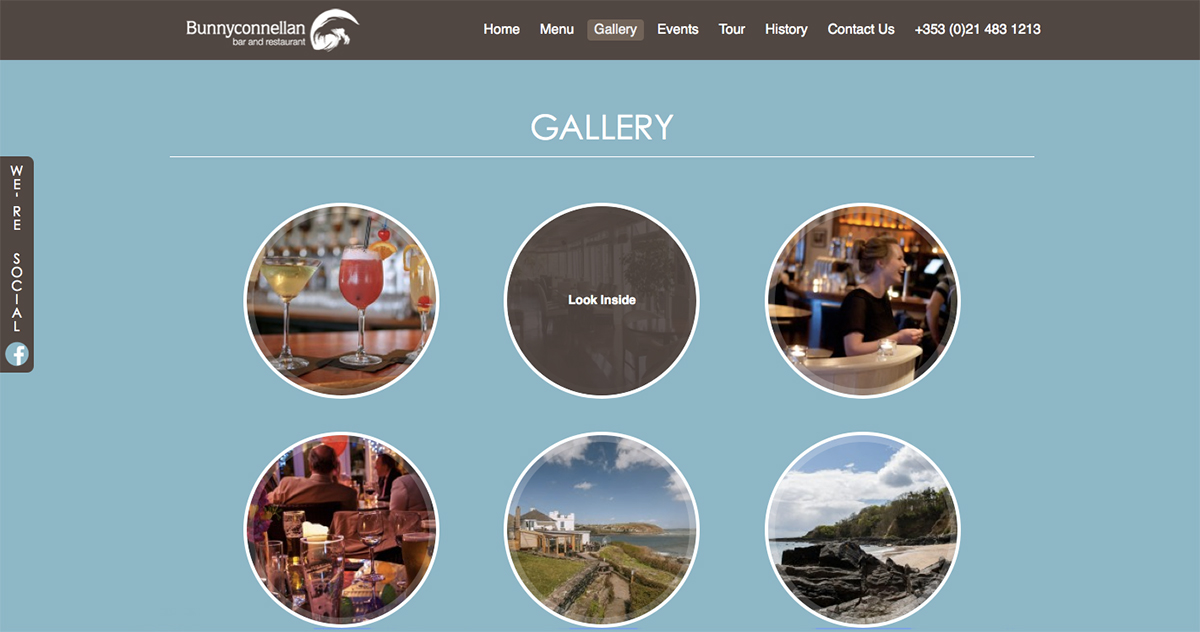 Bunnyconnellan
bar and restaurant
Home Menu Gallery Events Tour History Contact Us +353 (0)21 483 1213
GALLERY
WE'RE SOCIAL
f
Look Inside